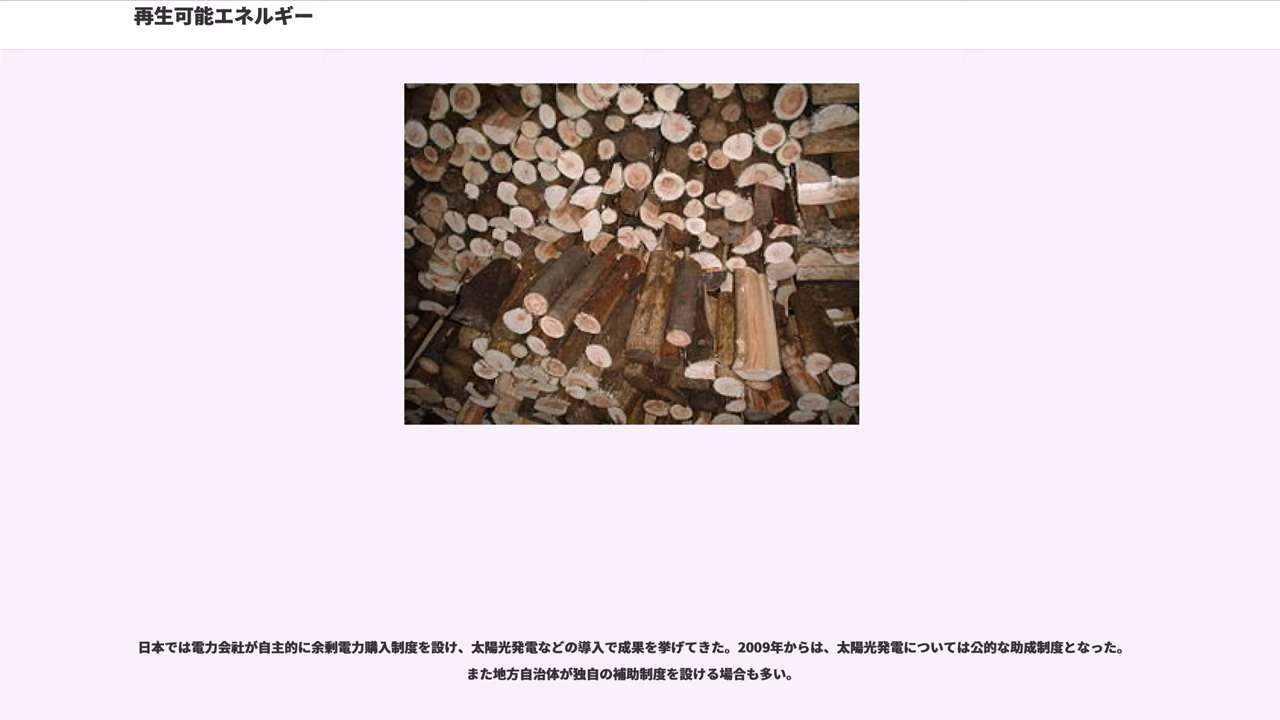 再生可能エネルギー
日本では電力会社が自主的に余剰電力購入制度を設け、太陽光発電などの導入で成果を挙げてきた。2009年からは、太陽光発電については公的な助成制度となった。
また地方自治体が独自の補助制度を設ける場合も多い。